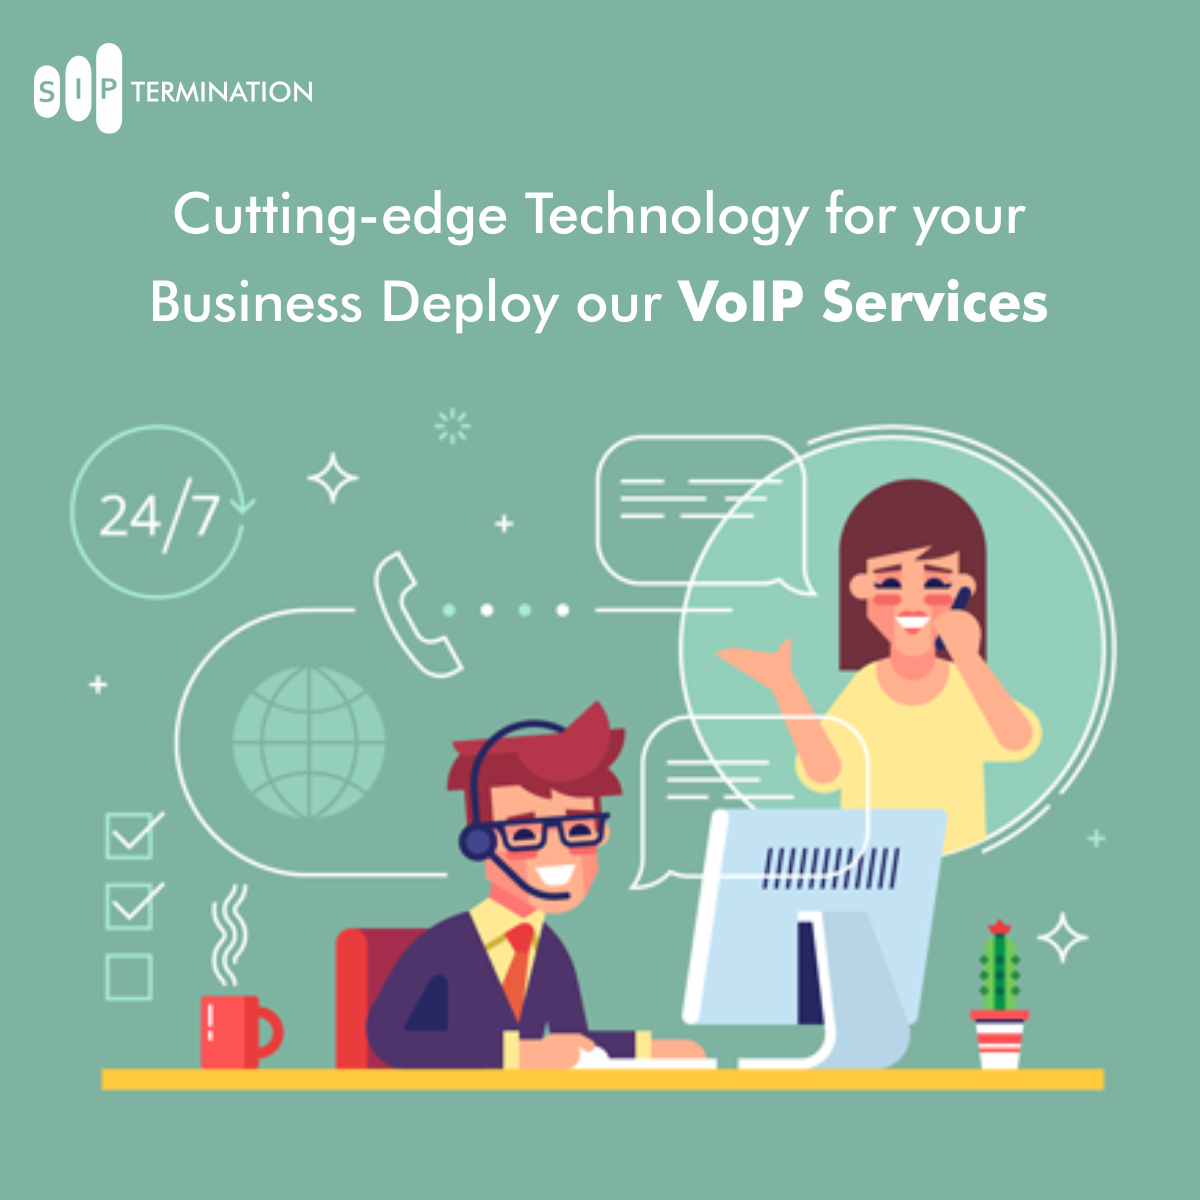 SIP TERMINATION
Cutting-edge Technology for your
Business Deploy our VoIP Services
24/7